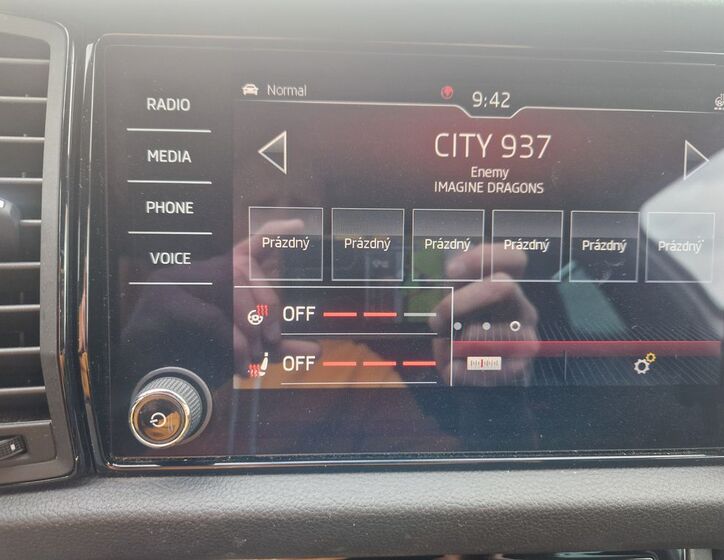 Normal
9:42
RADIO
MEDIA
PHONE
VOICE
CITY 937
Enemy
IMAGINE DRAGONS
Prázdný Prázdný Prázdný Prázdný Prázdný Prázdný
OFF
OFF